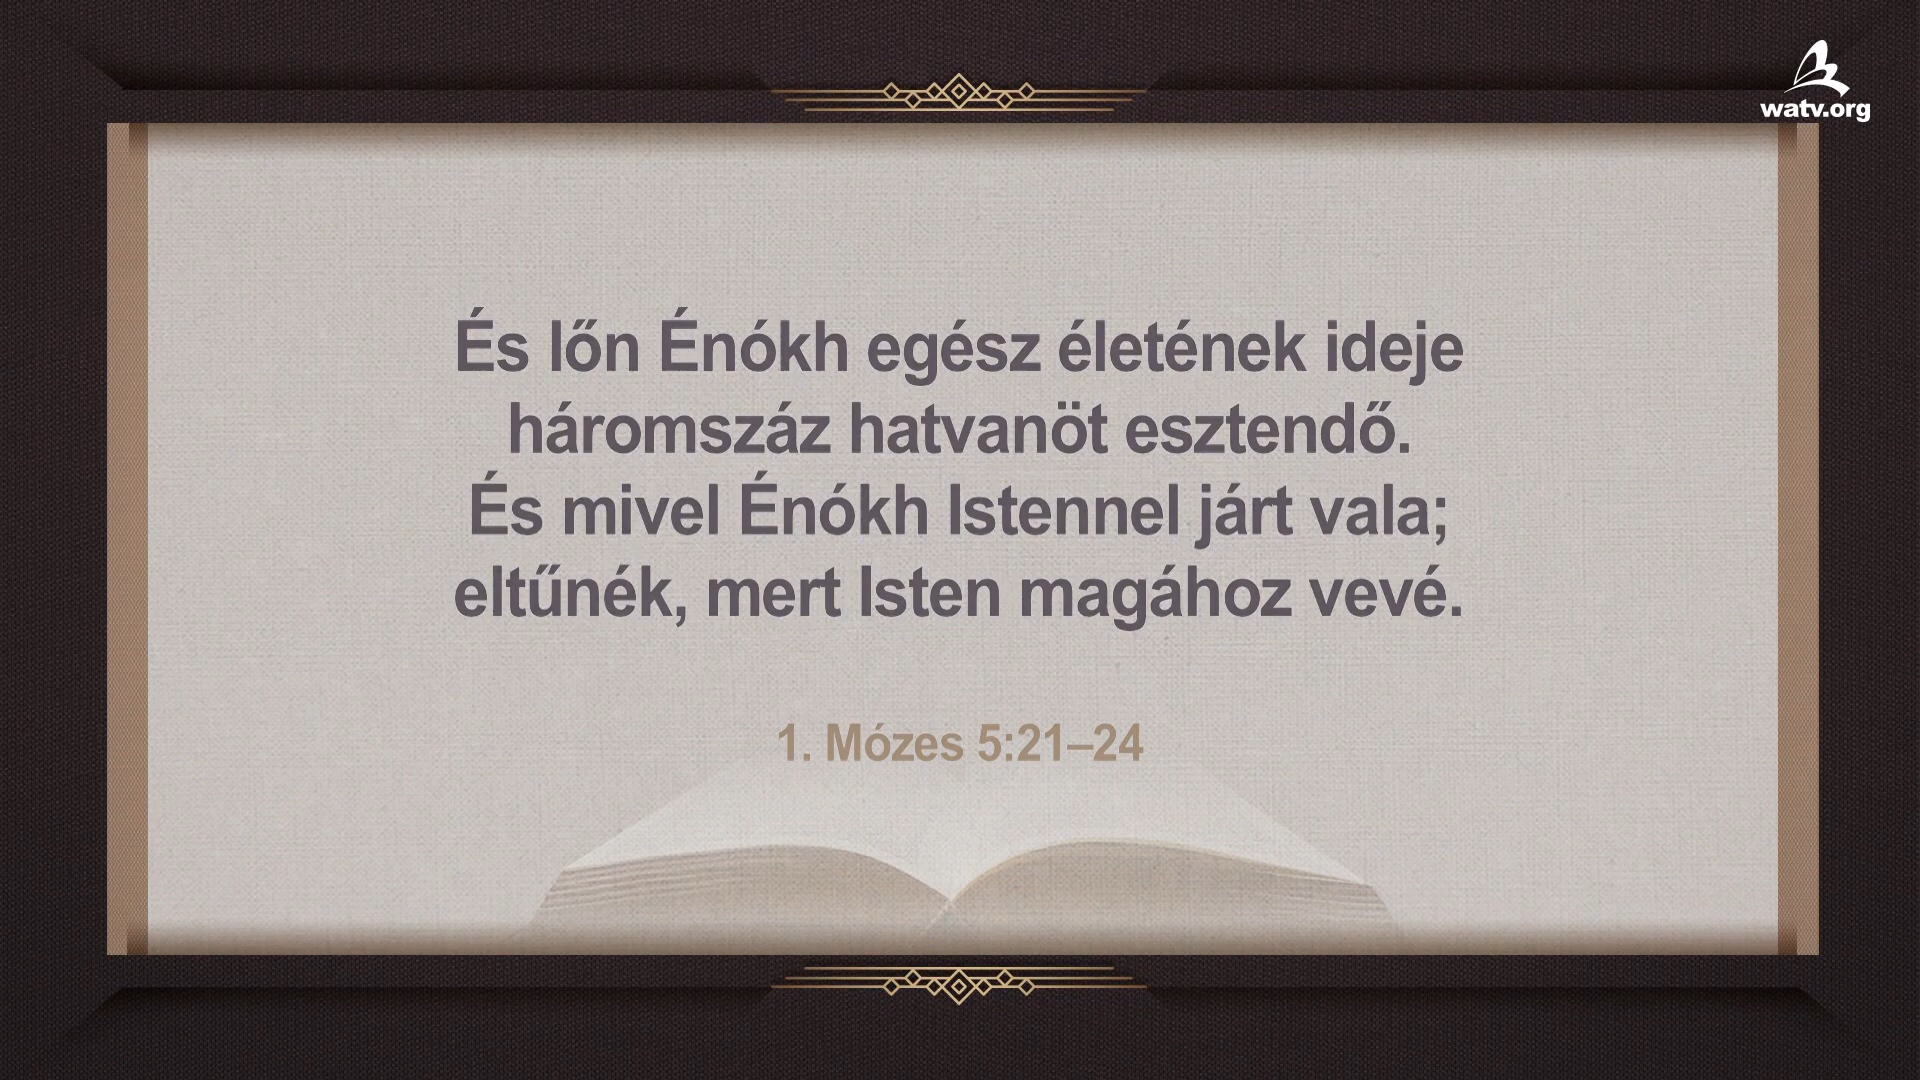 watv.org
És lőn Énókh egész életének ideje
háromszáz hatvanöt esztendő.
És mivel Énókh Istennel járt vala;
eltűnék, mert Isten magához vevé.
1. Mózes 5:21–24